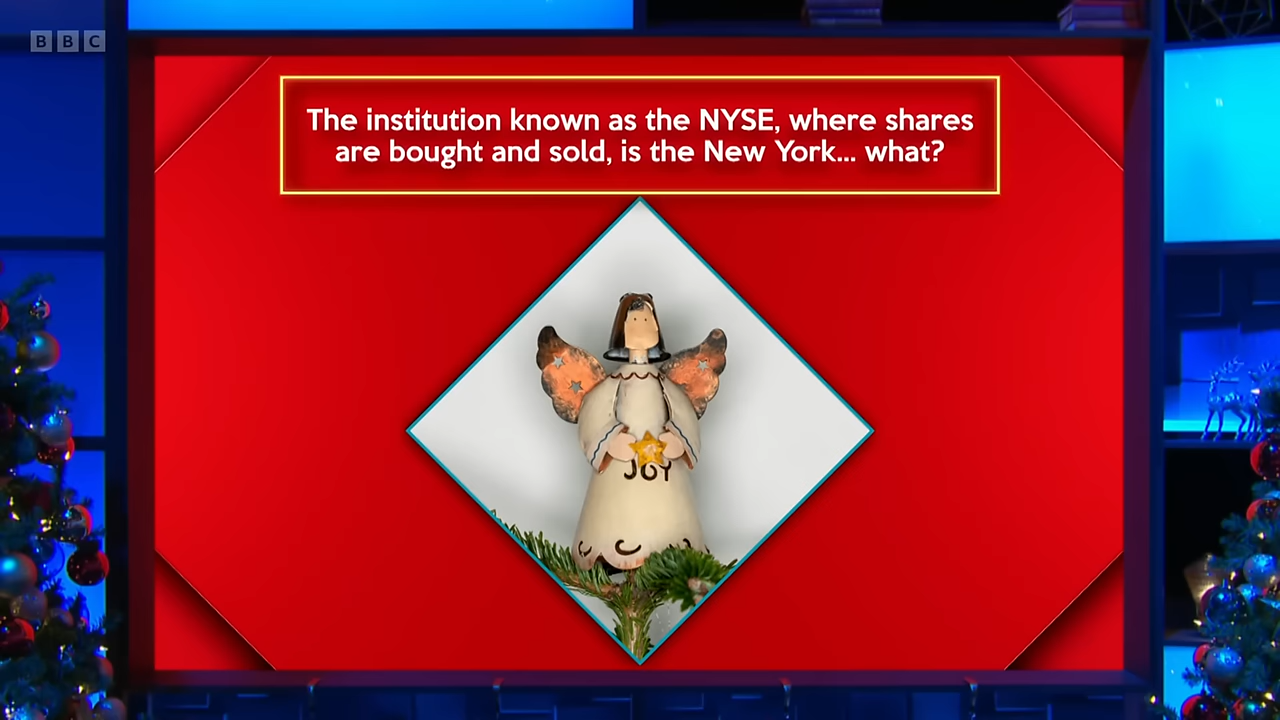 BBC
The institution known as the NYSE, where shares
are bought and sold, is the New York... what?
JOY